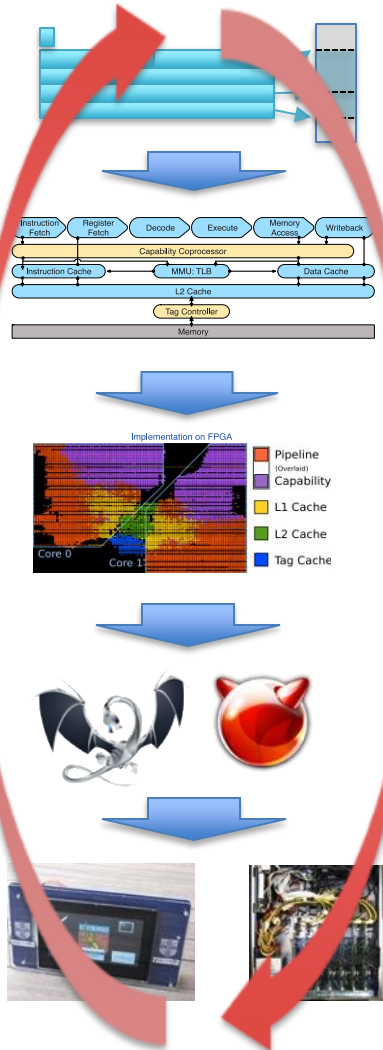 Instruction Fetch
Register Fetch
Decode
Execute
Memory Access
Writeback
Capability Coprocessor
Instruction Cache
MMU: TLB
Data Cache
L2 Cache
Tag Controller
Memory
Implementation on FPGA
Pipeline
(Overlaid)
Capability
L1 Cache
L2 Cache
Tag Cache
Core 0
Core 1